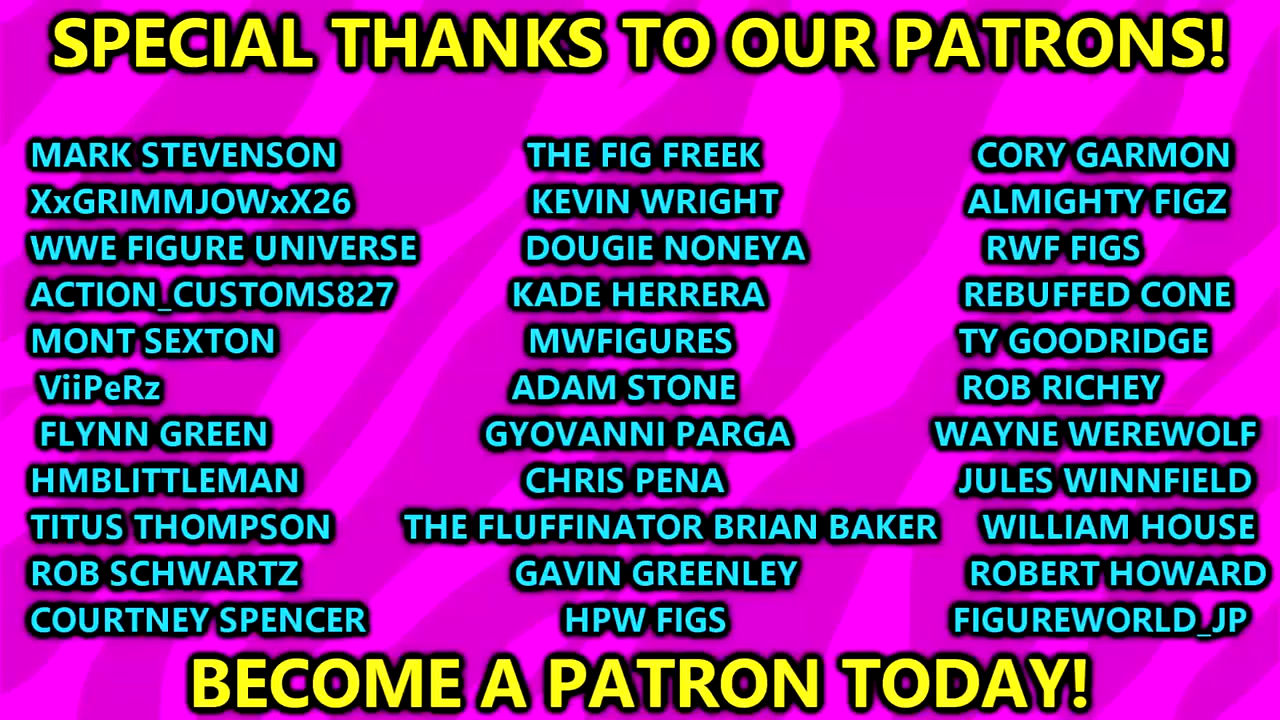 SPECIAL THANKS TO OUR PATRONS!
MARK STEVENSON THE FIG FREEK CORY GARMON
XxGRIMMJOWxX26 KEVIN WRIGHT ALMIGHTY FIGZ
WWE FIGURE UNIVERSE DOUGIE NONEYA RWF FIGS
ACTION_CUSTOMS827 KADE HERRERA REBUFFED CONE
MONT SEXTON MWFIGURES TY GOODRIDGE
ViiPeRz ADAM STONE ROB RICHEY
FLYNN GREEN GYOVANNI PARGA WAYNE WEREWOLF
HMBLITTLEMAN CHRIS PENA JULES WINNFIELD
TITUS THOMPSON THE FLUFFINATOR BRIAN BAKER WILLIAM HOUSE
ROB SCHWARTZ GAVIN GREENLEY ROBERT HOWARD
COURTNEY SPENCER HPW FIGS FIGUREWORLD_JP
BECOME A PATRON TODAY!